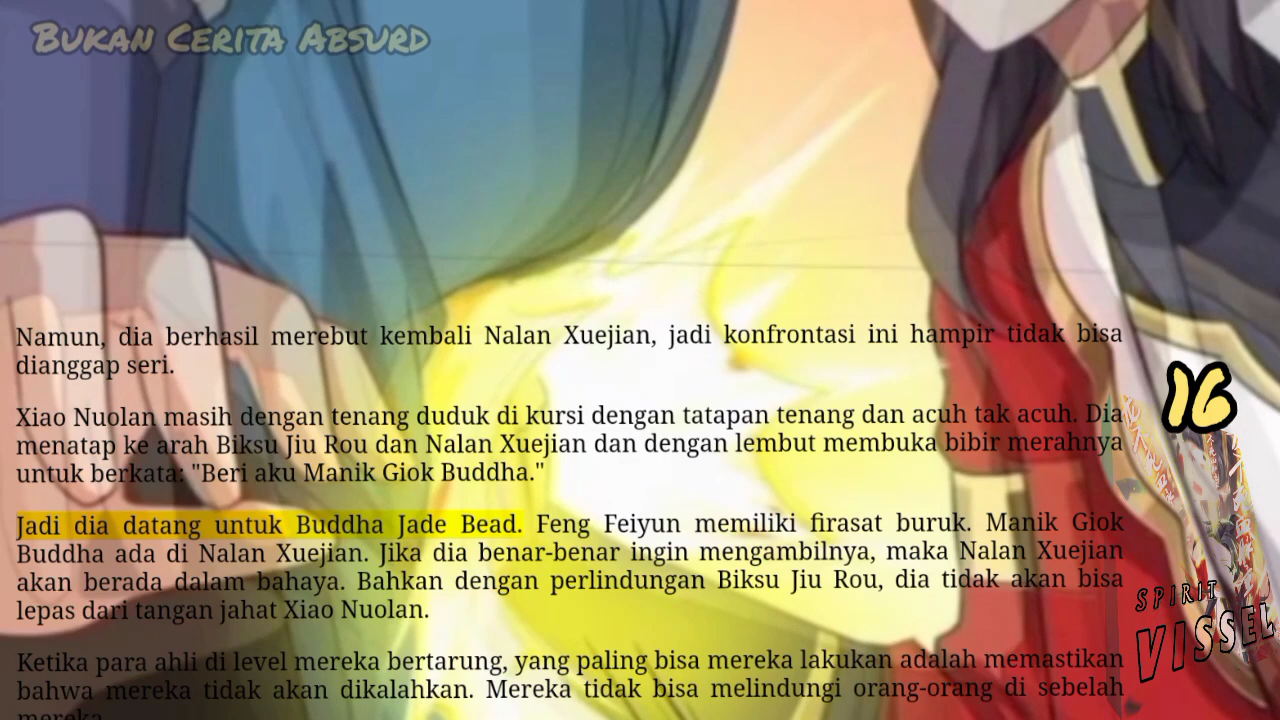 Bukan Cerita Absurd
Namun, dia berhasil merebut kembali Nalan Xuejian, jadi konfrontasi ini hampir tidak bisa
dianggap seri.
Xiao Nuolan masih dengan tenang duduk di kursi dengan tatapan tenang dan acuh tak acuh. Dia
menatap ke arah Biksu Jiu Rou dan Nalan Xuejian dan dengan lembut membuka bibir merahnya
untuk berkata: "Beri aku Manik Giok Buddha."
Jadi dia datang untuk Buddha Jade Bead. Feng Feiyun memiliki firasat buruk. Manik Giok
Buddha ada di Nalan Xuejian. Jika dia benar-benar ingin mengambilnya, maka Nalan Xuejian
akan berada dalam bahaya. Bahkan dengan perlindungan Biksu Jiu Rou, dia tidak akan bisa
lepas dari tangan jahat Xiao Nuolan.
Ketika para ahli di level mereka bertarung, yang paling bisa mereka lakukan adalah memastikan
bahwa mereka tidak akan dikalahkan. Mereka tidak bisa melindungi orang-orang di sebelah
mereka.
16
SPIRIT
VISSEL